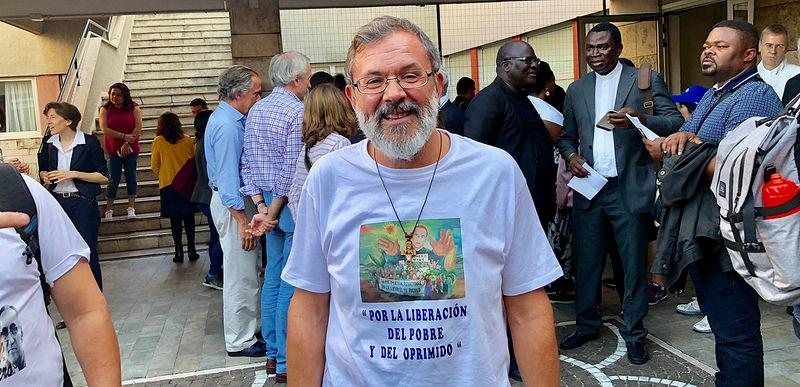 " POR LA LIBERACIÓN
DEL POBRE
Y DEL OPRIMIDO "